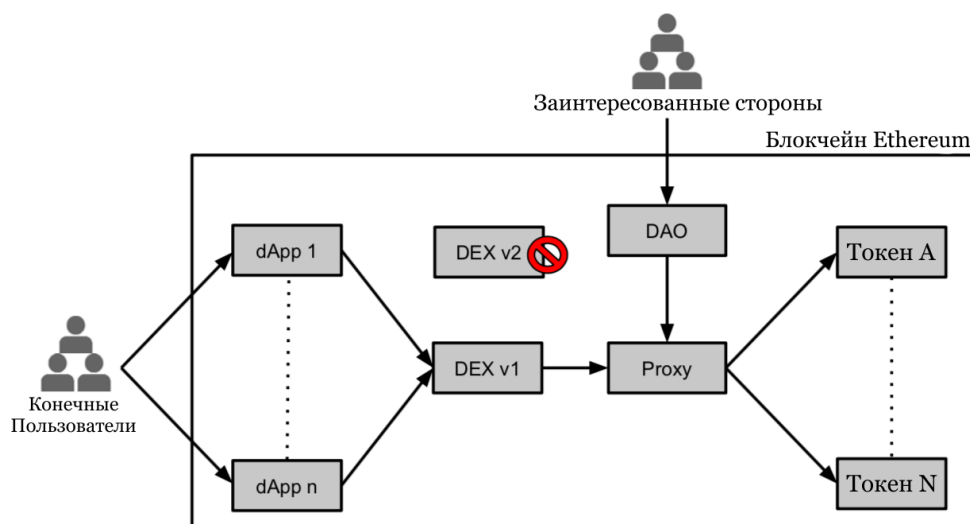 Заинтересованные стороны
Блокчейн Ethereum
DAO
dApp 1
DEX v2
Токен A
DEX v1
Proxy
Конечные
Пользователи
dApp n
Токен N